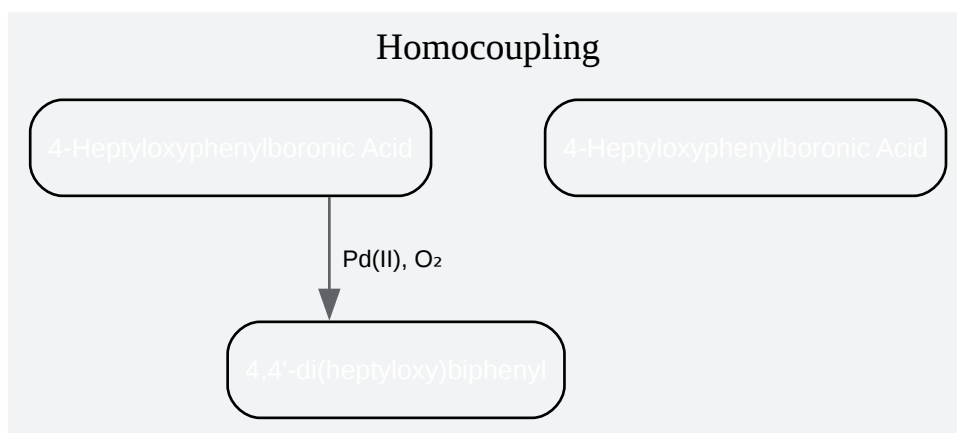 Homocoupling
4-Heptyloxyphenylboronic Acid
4-Heptyloxyphenylboronic Acid
Pd(II), O₂
4,4'-di(heptyloxy)biphenyl